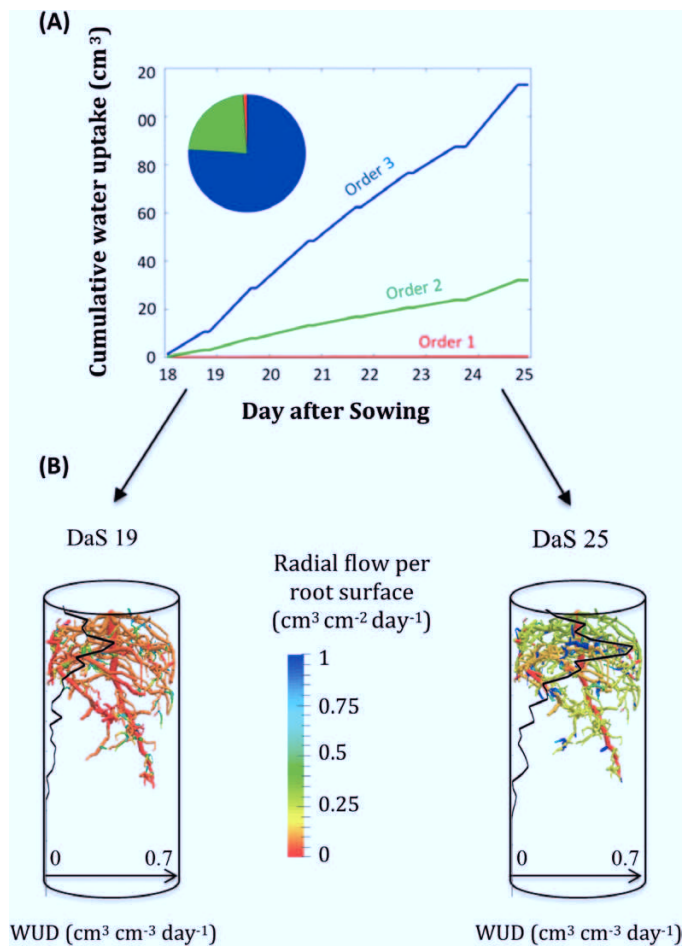 (A)
Cumulative water uptake (cm³)
20
00
80
60
40
20
0
Order 3
Order 2
Order 1
18 19 20 21 22 23 24 25
Day after Sowing
(B)
DaS 19
DaS 25
Radial flow per
root surface
(cm³ cm⁻² day⁻¹)
1
0.75
0.5
0.25
0
0 0.7
0 0.7
WUD (cm³ cm⁻³ day⁻¹)
WUD (cm³ cm⁻³ day⁻¹)